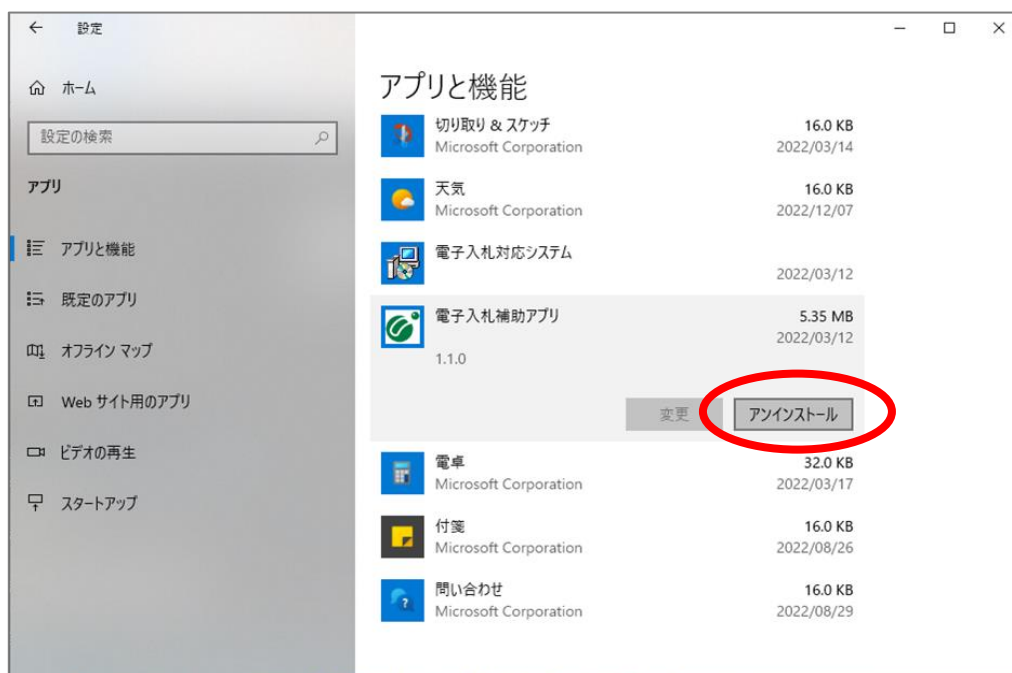 設定
ホーム
設定の検索
アプリ
アプリと機能
既定のアプリ
オフライン マップ
Web サイト用のアプリ
ビデオの再生
スタートアップ
アプリと機能
切り取り & スケッチ 16.0 KB
Microsoft Corporation 2022/03/14
天気 16.0 KB
Microsoft Corporation 2022/12/07
電子入札対応システム
2022/03/12
電子入札補助アプリ 5.35 MB
2022/03/12
1.1.0
変更 アンインストール
電卓 32.0 KB
Microsoft Corporation 2022/03/17
付箋 16.0 KB
Microsoft Corporation 2022/08/26
問い合わせ 16.0 KB
Microsoft Corporation 2022/08/29